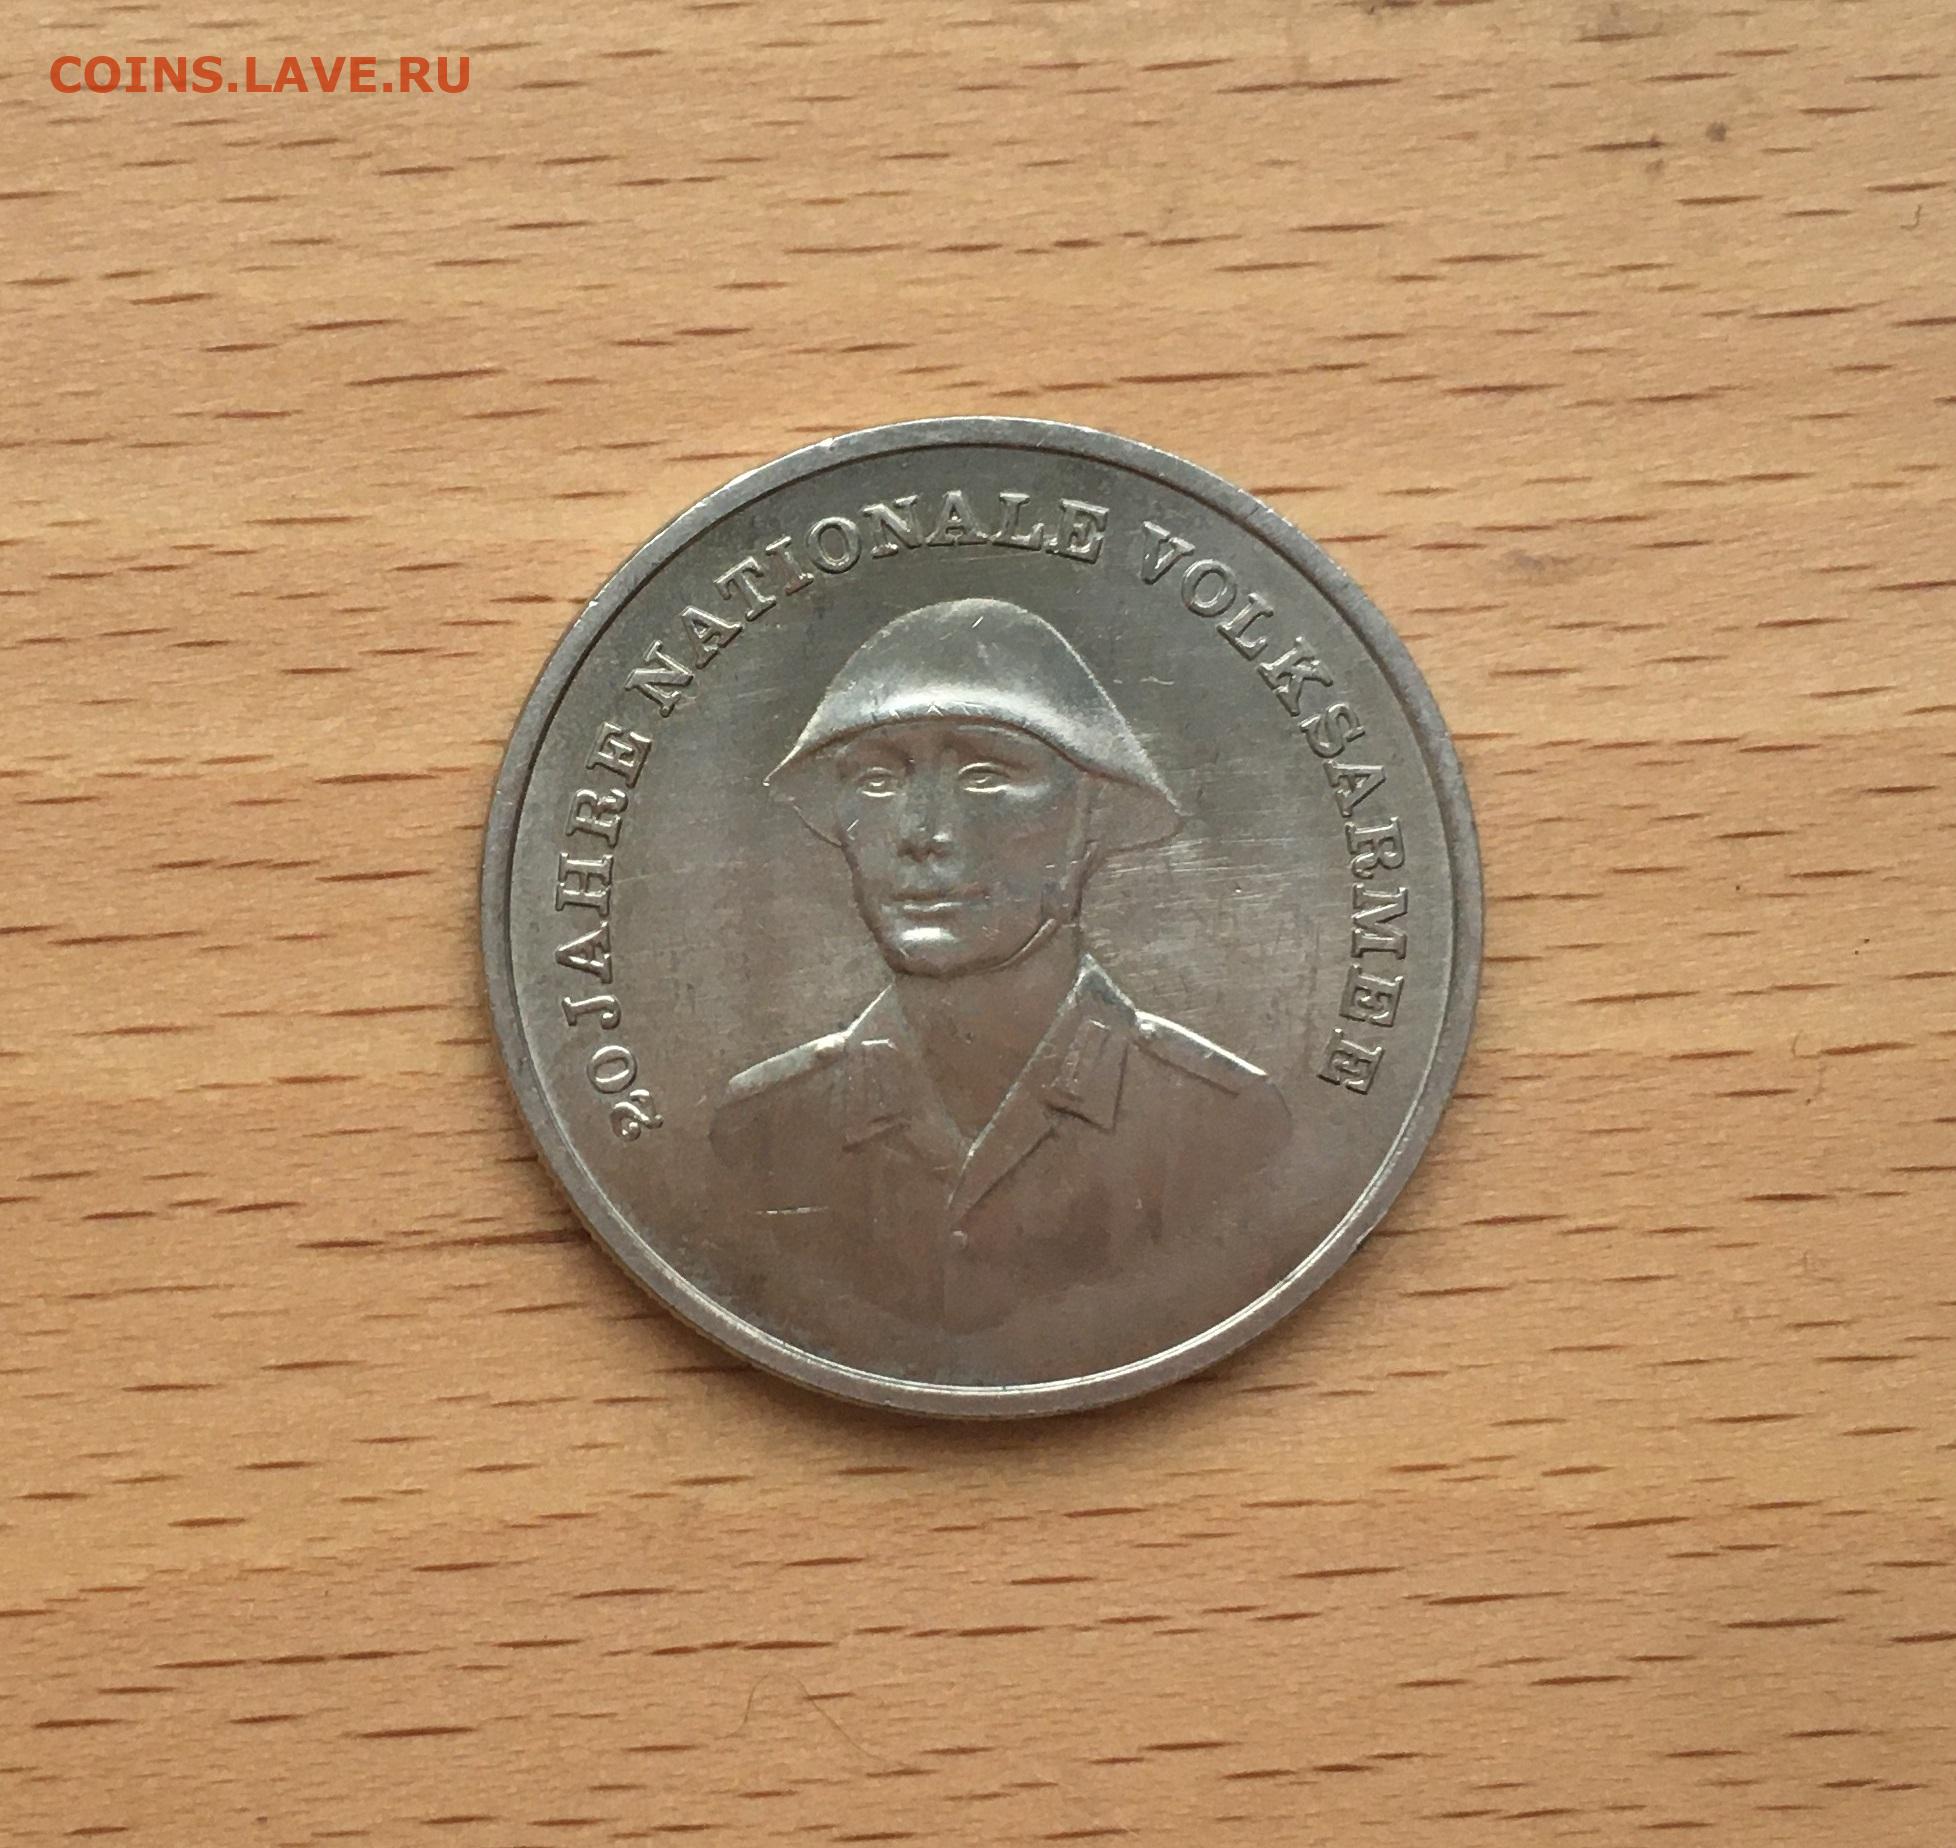 COINS.LAVE.RU
20 JAHRE NATIONALE VOLKSARMEE